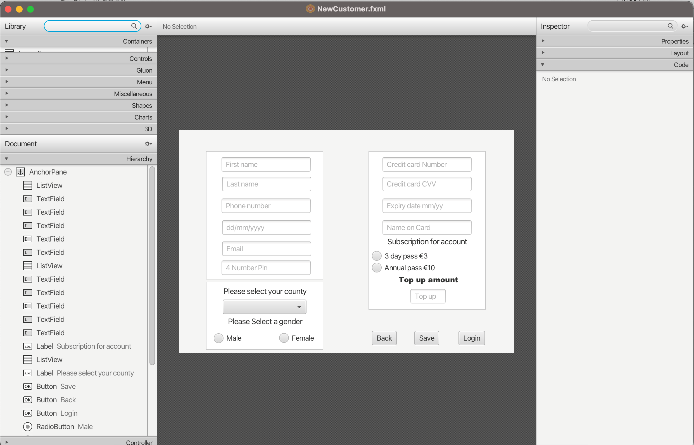 NewCustomer.fxml
Library
No Selection
Inspector
Containers
Controls
Gluon
Menu
Miscellaneous
Shapes
Charts
3D
Document
Hierarchy
AnchorPane
ListView
TextField
TextField
TextField
TextField
TextField
ListView
TextField
TextField
TextField
TextField
TextField
Label Subscription for account
ListView
Label Please select your county
Button Save
Button Back
Button Login
RadioButton Male
Controller
First name
Last name
Phone number
dd/mm/yyyy
Email
4 Number Pin
Please select your county
Please Select a gender
Male Female
Credit card Number
Credit card CVV
Expiry date mm/yy
Name on Card
Subscription for account
3 day pass €3
Annual pass €10
Top up amount
Top up
Back Save Login
Properties
Layout
Code
No Selection